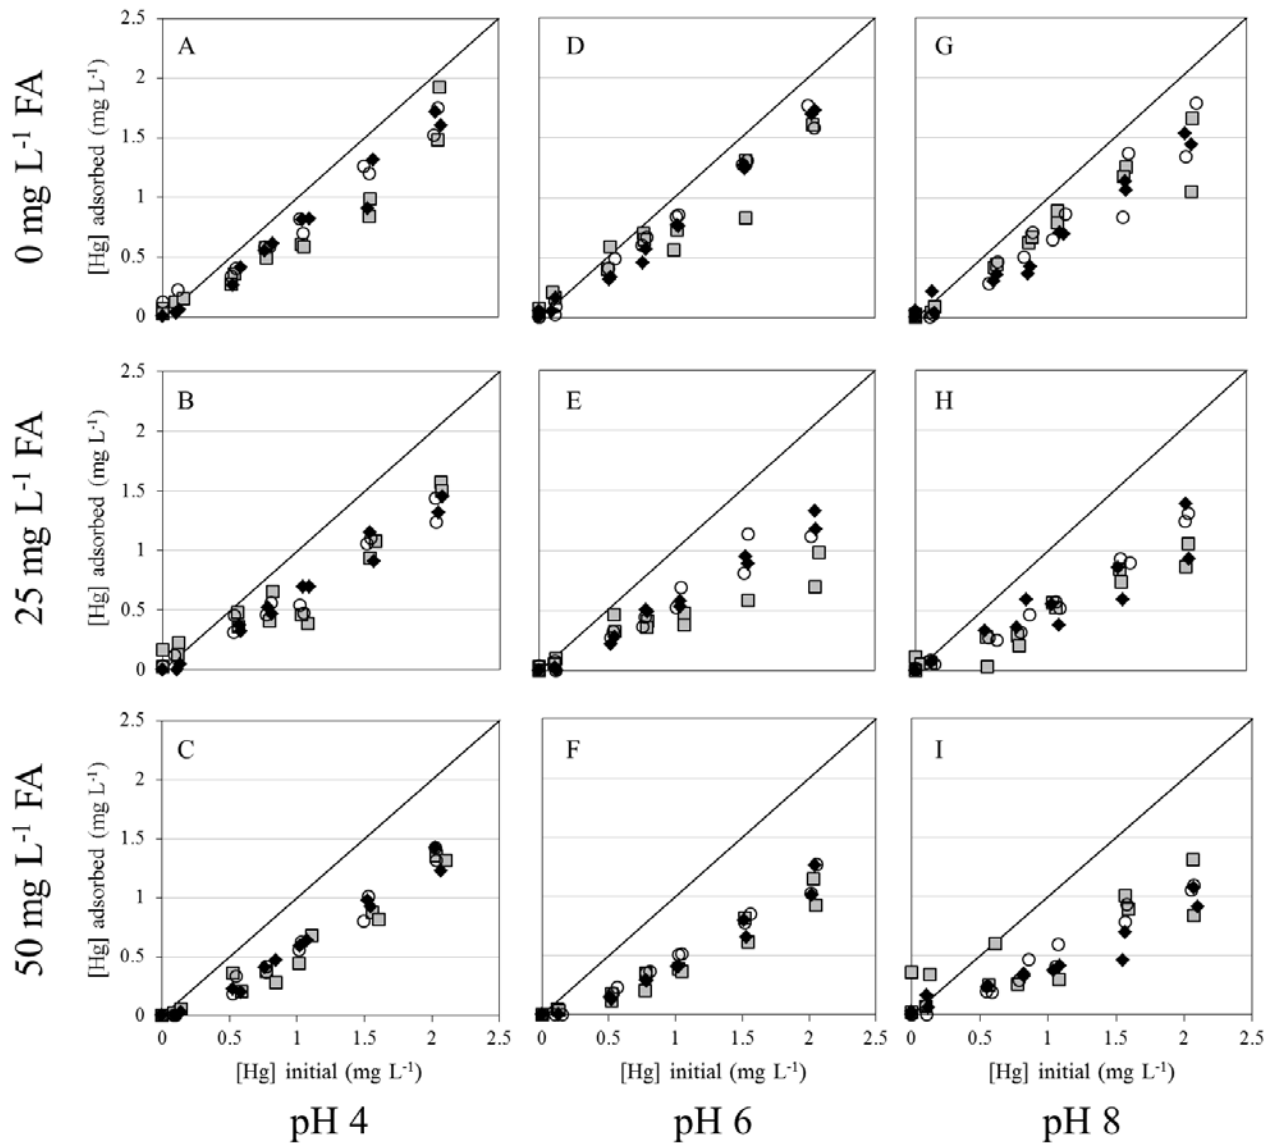 0 mg L⁻¹ FA
[Hg] adsorbed (mg L⁻¹)
2.5
2
1.5
1
0.5
0
A
D
G
25 mg L⁻¹ FA
[Hg] adsorbed (mg L⁻¹)
2.5
2
1.5
1
0.5
0
B
E
H
50 mg L⁻¹ FA
[Hg] adsorbed (mg L⁻¹)
2.5
2
1.5
1
0.5
0
C
F
I
0 0.5 1 1.5 2 2.5
0 0.5 1 1.5 2 2.5
0 0.5 1 1.5 2 2.5
[Hg] initial (mg L⁻¹)
[Hg] initial (mg L⁻¹)
[Hg] initial (mg L⁻¹)
pH 4
pH 6
pH 8